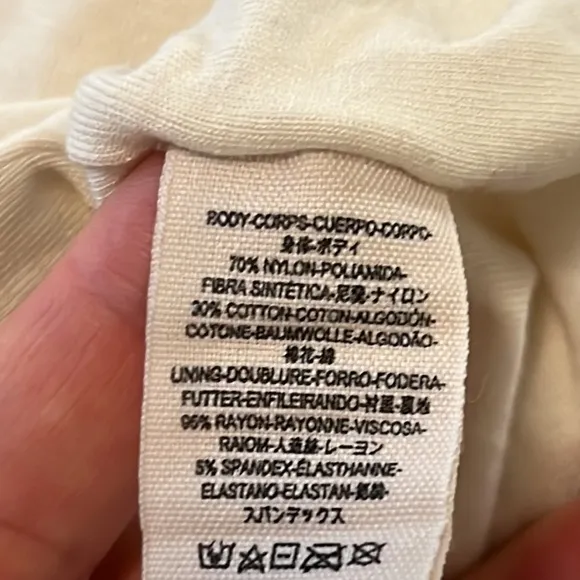 BODY-CORPS-CUERPO-CORPO-
身体-ボディ
70% NYLON-POLIAMIDA-
FIBRA SINTÉTICA-尼龍-ナイロン
30% COTTON-COTON-ALGODÓN-
COTONE-BAUMWOLLE-ALGODÃO-
棉花-綿
LINING-DOUBLURE-FORRO-FODERA-
FUTTER-ENFILEIRANDO-衬里-裏地
95% RAYON-RAYONNE-VISCOSA-
RAIOM-人造絲-レーヨン
5% SPANDEX-ÉLASTHANNE-
ELASTANO-ELASTAN-氨綸-
スパンデックス